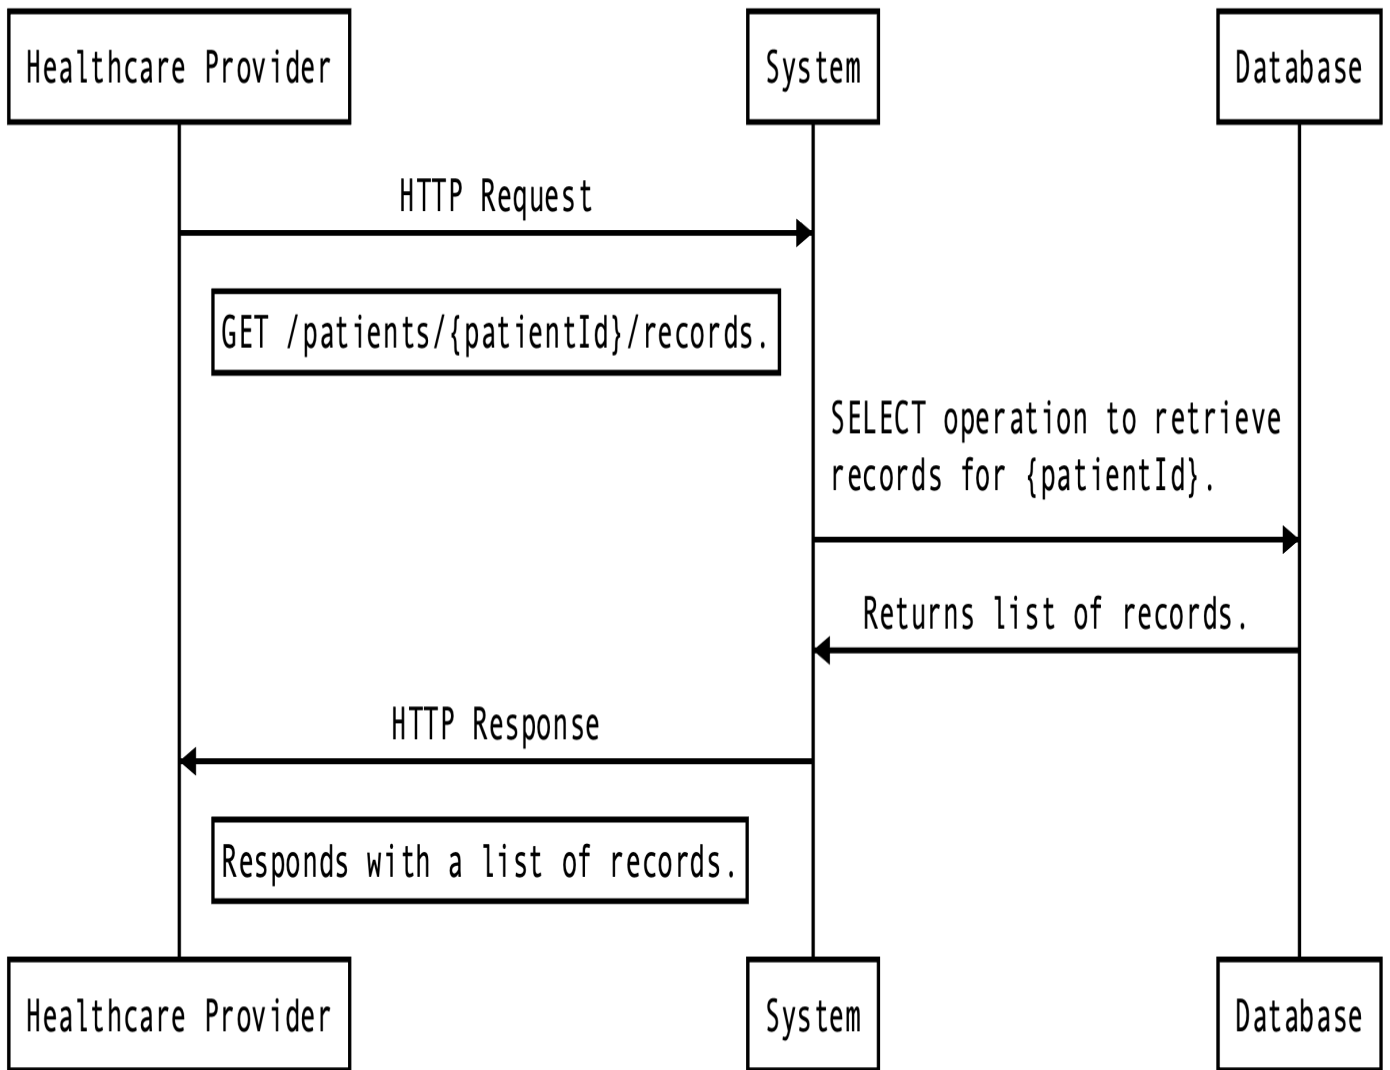 Healthcare Provider
System
Database
HTTP Request
GET /patients/{patientId}/records.
SELECT operation to retrieve
records for {patientId}.
Returns list of records.
HTTP Response
Responds with a list of records.
Healthcare Provider
System
Database